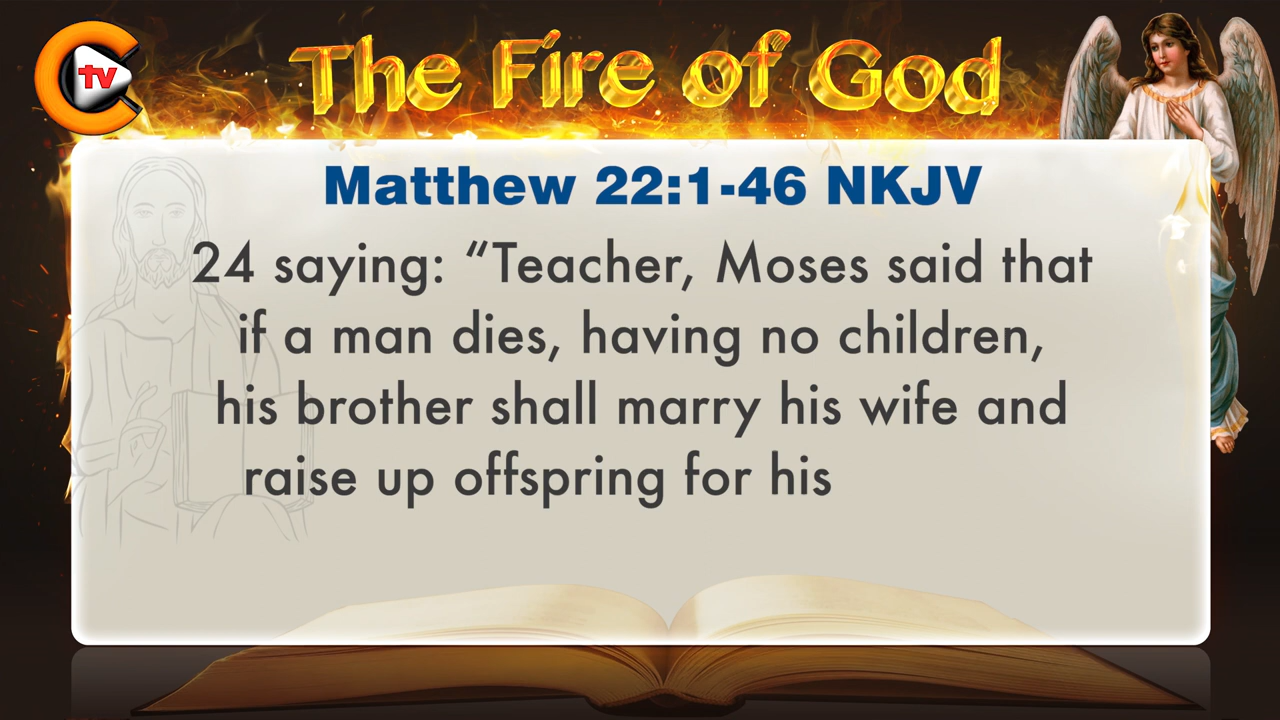 tv
The Fire of God
Matthew 22:1-46 NKJV
24 saying: “Teacher, Moses said that
if a man dies, having no children,
his brother shall marry his wife and
raise up offspring for his